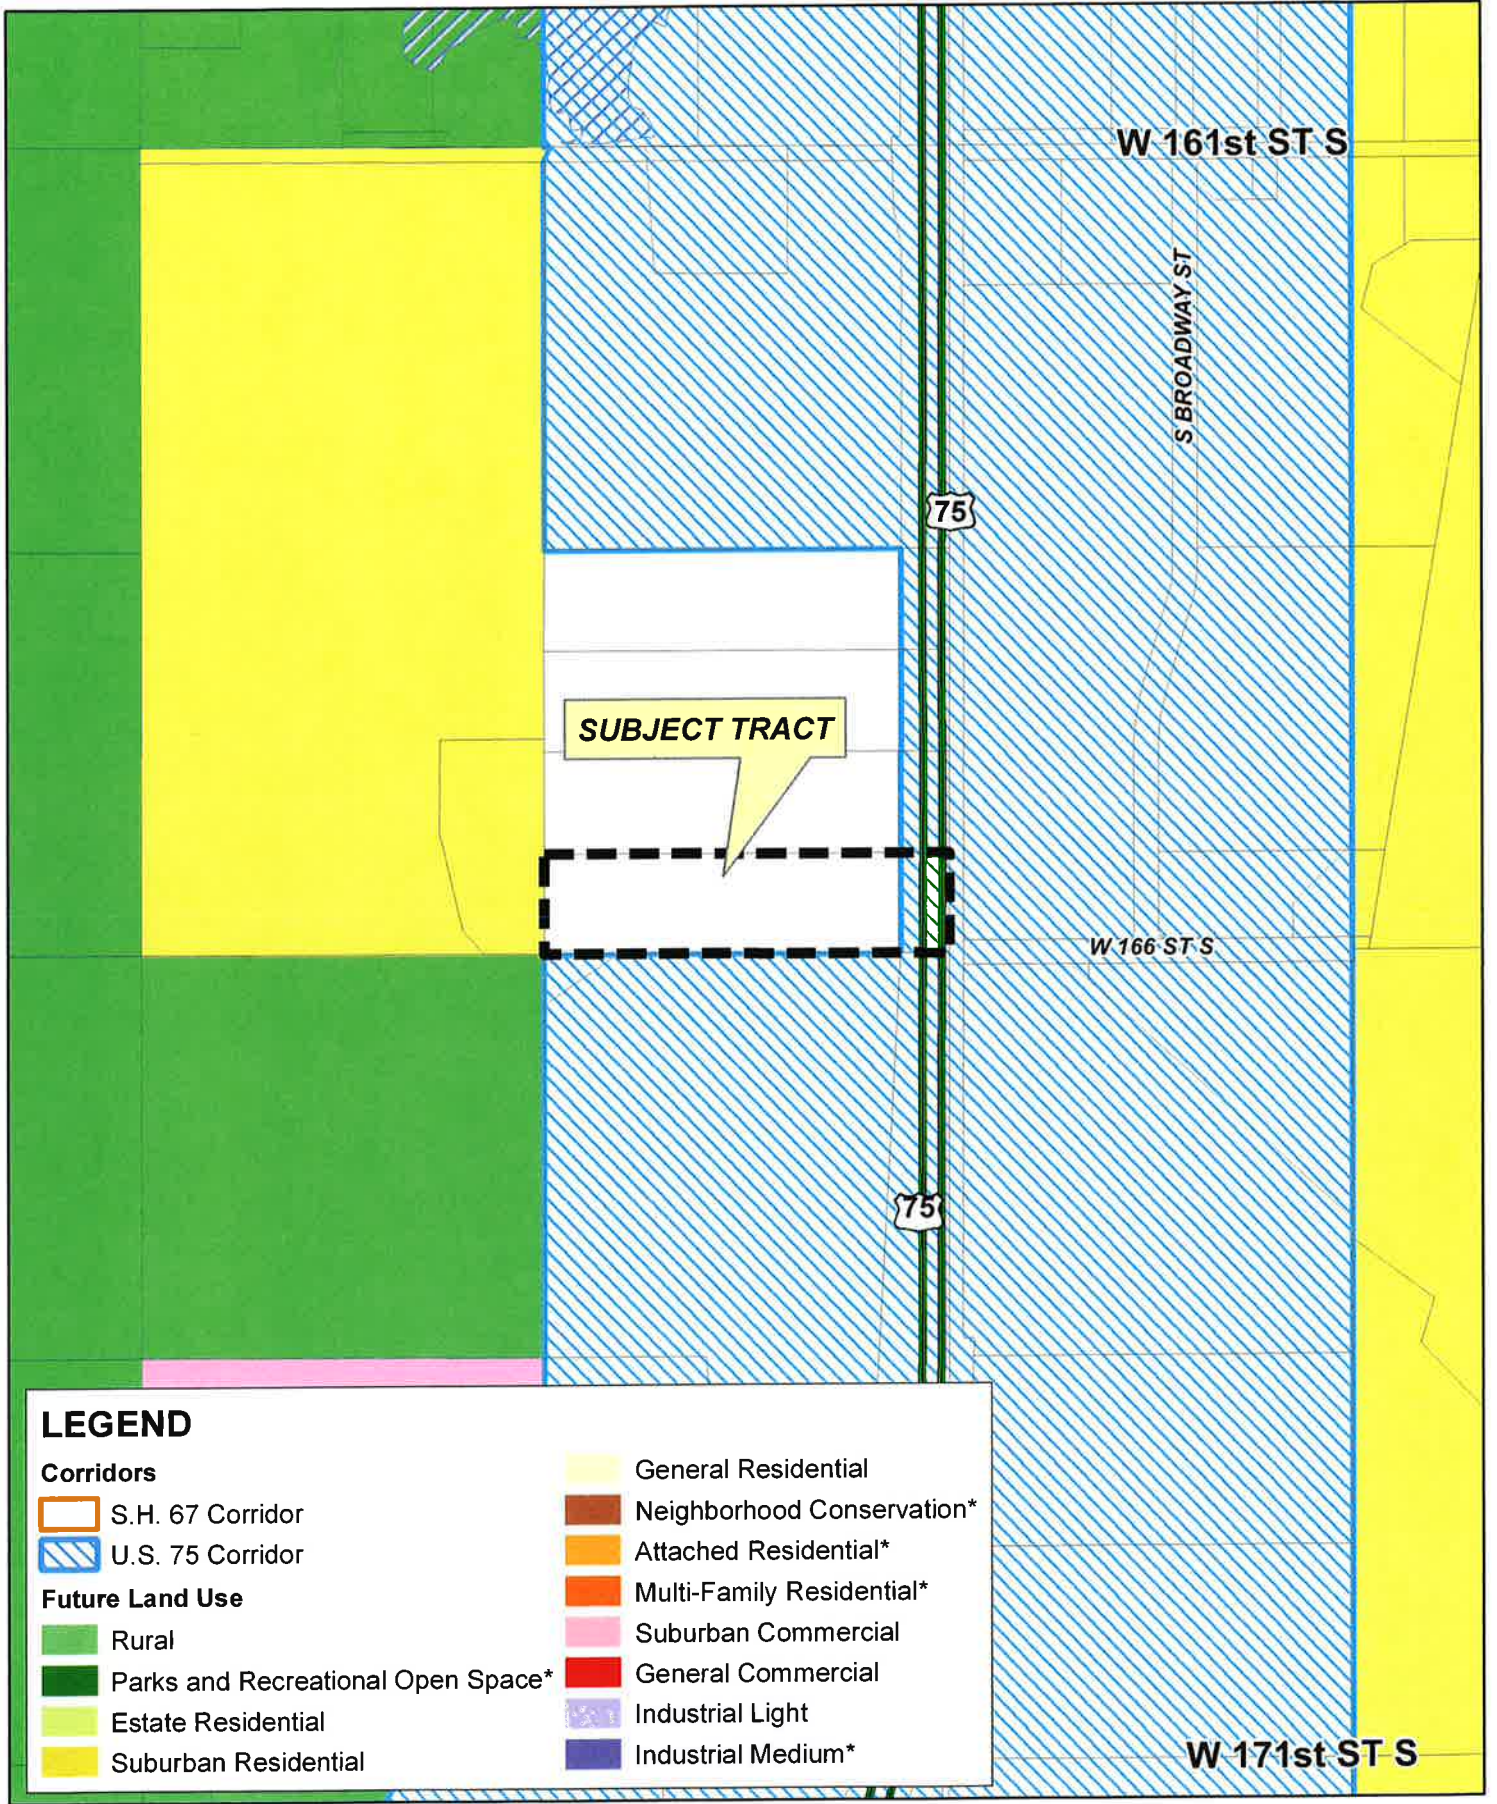 W 161st ST S
S BROADWAY ST
75
SUBJECT TRACT
W 166 ST S
75
LEGEND
Corridors
S.H. 67 Corridor
U.S. 75 Corridor
Future Land Use
Rural
Parks and Recreational Open Space*
Estate Residential
Suburban Residential
General Residential
Neighborhood Conservation*
Attached Residential*
Multi-Family Residential*
Suburban Commercial
General Commercial
Industrial Light
Industrial Medium*
W 171st ST S